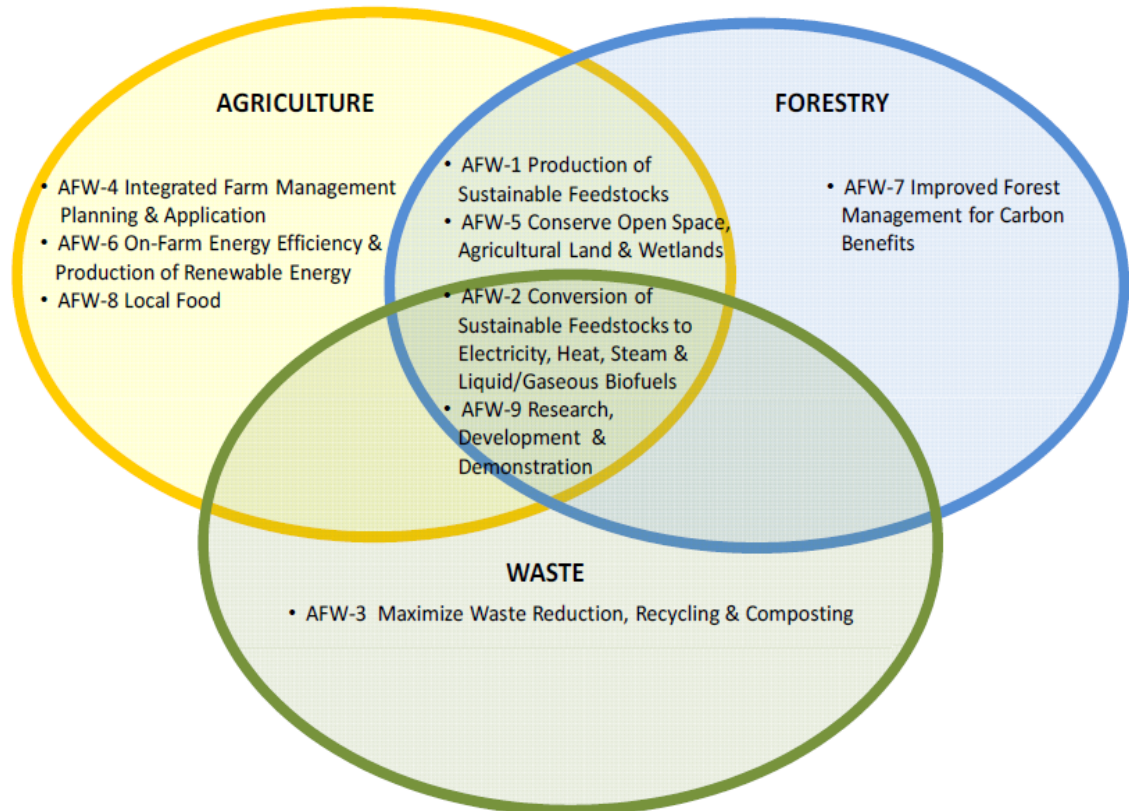 AGRICULTURE
• AFW-4 Integrated Farm Management
Planning & Application
• AFW-6 On-Farm Energy Efficiency &
Production of Renewable Energy
• AFW-8 Local Food
• AFW-1 Production of
Sustainable Feedstocks
• AFW-5 Conserve Open Space,
Agricultural Land & Wetlands
• AFW-2 Conversion of
Sustainable Feedstocks to
Electricity, Heat, Steam &
Liquid/Gaseous Biofuels
• AFW-9 Research,
Development &
Demonstration
FORESTRY
• AFW-7 Improved Forest
Management for Carbon
Benefits
WASTE
• AFW-3 Maximize Waste Reduction, Recycling & Composting